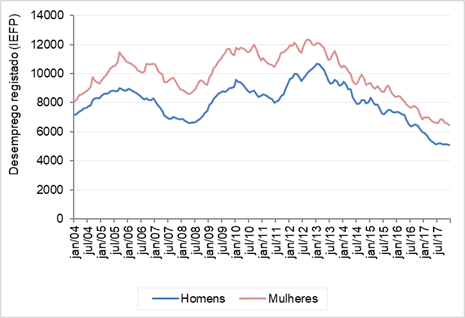 Desemprego registado (IEFP)
14000
12000
10000
8000
6000
4000
2000
0
jan/04
jul/04
jan/05
jul/05
jan/06
jul/06
jan/07
jul/07
jan/08
jul/08
jan/09
jul/09
jan/10
jul/10
jan/11
jul/11
jan/12
jul/12
jan/13
jul/13
jan/14
jul/14
jan/15
jul/15
jan/16
jul/16
jan/17
jul/17
Homens Mulheres